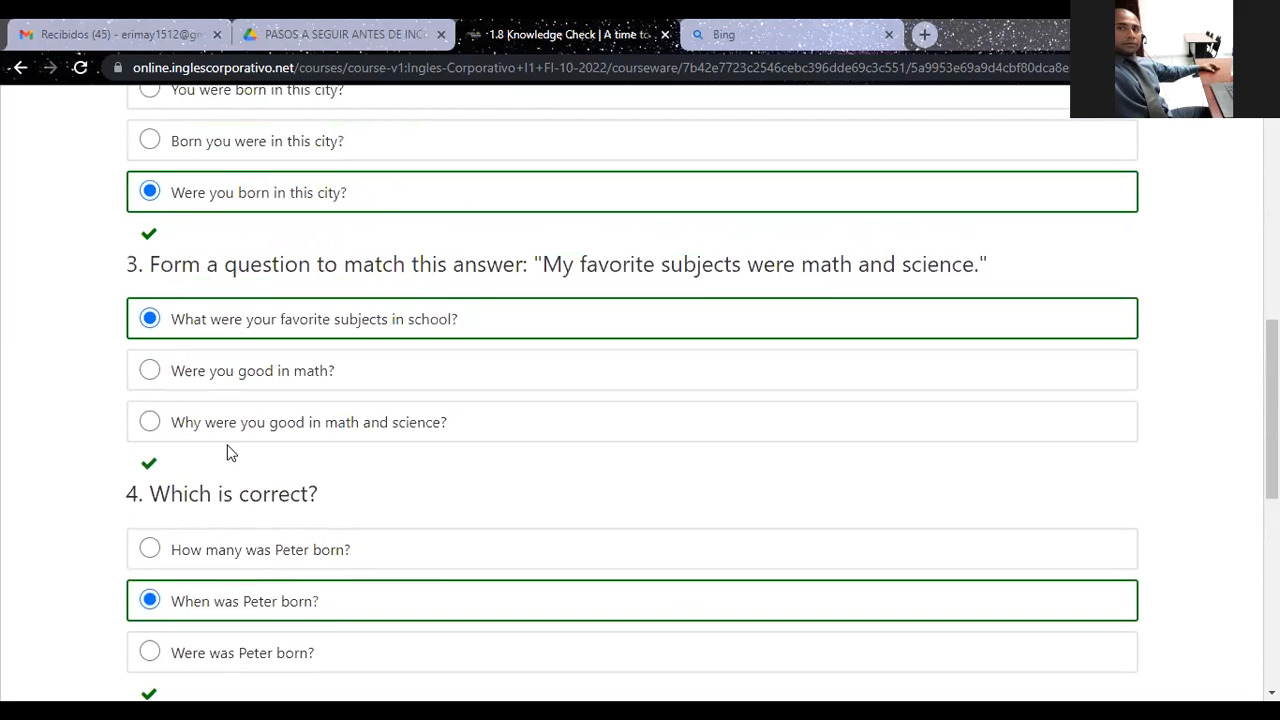 Recibidos (45) - erimay1512@g
PASOS A SEGUIR ANTES DE ING
1.8 Knowledge Check | A time to
Bing
online.inglescorporativo.net/courses/course-v1:Ingles-Corporativo+I1+FI-10-2022/courseware/7b42e7723c2546cebc396dde69c3c551/5a9953e69a9d4cbf80dca8e
You were born in this city?
Born you were in this city?
Were you born in this city?
3. Form a question to match this answer: "My favorite subjects were math and science."
What were your favorite subjects in school?
Were you good in math?
Why were you good in math and science?
4. Which is correct?
How many was Peter born?
When was Peter born?
Were was Peter born?